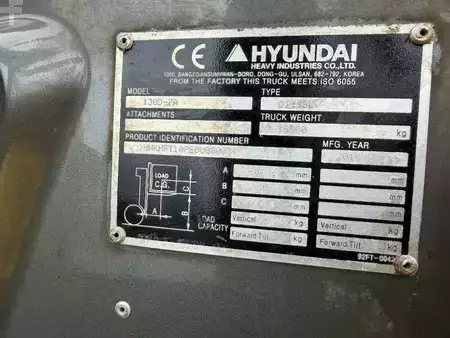 CE HYUNDAI
HEAVY INDUSTRIES CO.,LTD.
1000, BANGEOJINSUNHWAN-DORO, DONG-GU, ULSAN, 682-792, KOREA
FROM THE FACTORY THIS TRUCK MEETS ISO 6055
MODEL TYPE
130D-7A
ATTACHMENTS TRUCK WEIGHT
kg
PRODUCT IDENTIFICATION NUMBER MFG. YEAR
LOAD
C.G.
C
B
A
A mm mm
B mm mm
C mm mm
LOAD
CAPACITY
Vertical kg Vertical kg
Forward Tilt kg Forward Tilt kg